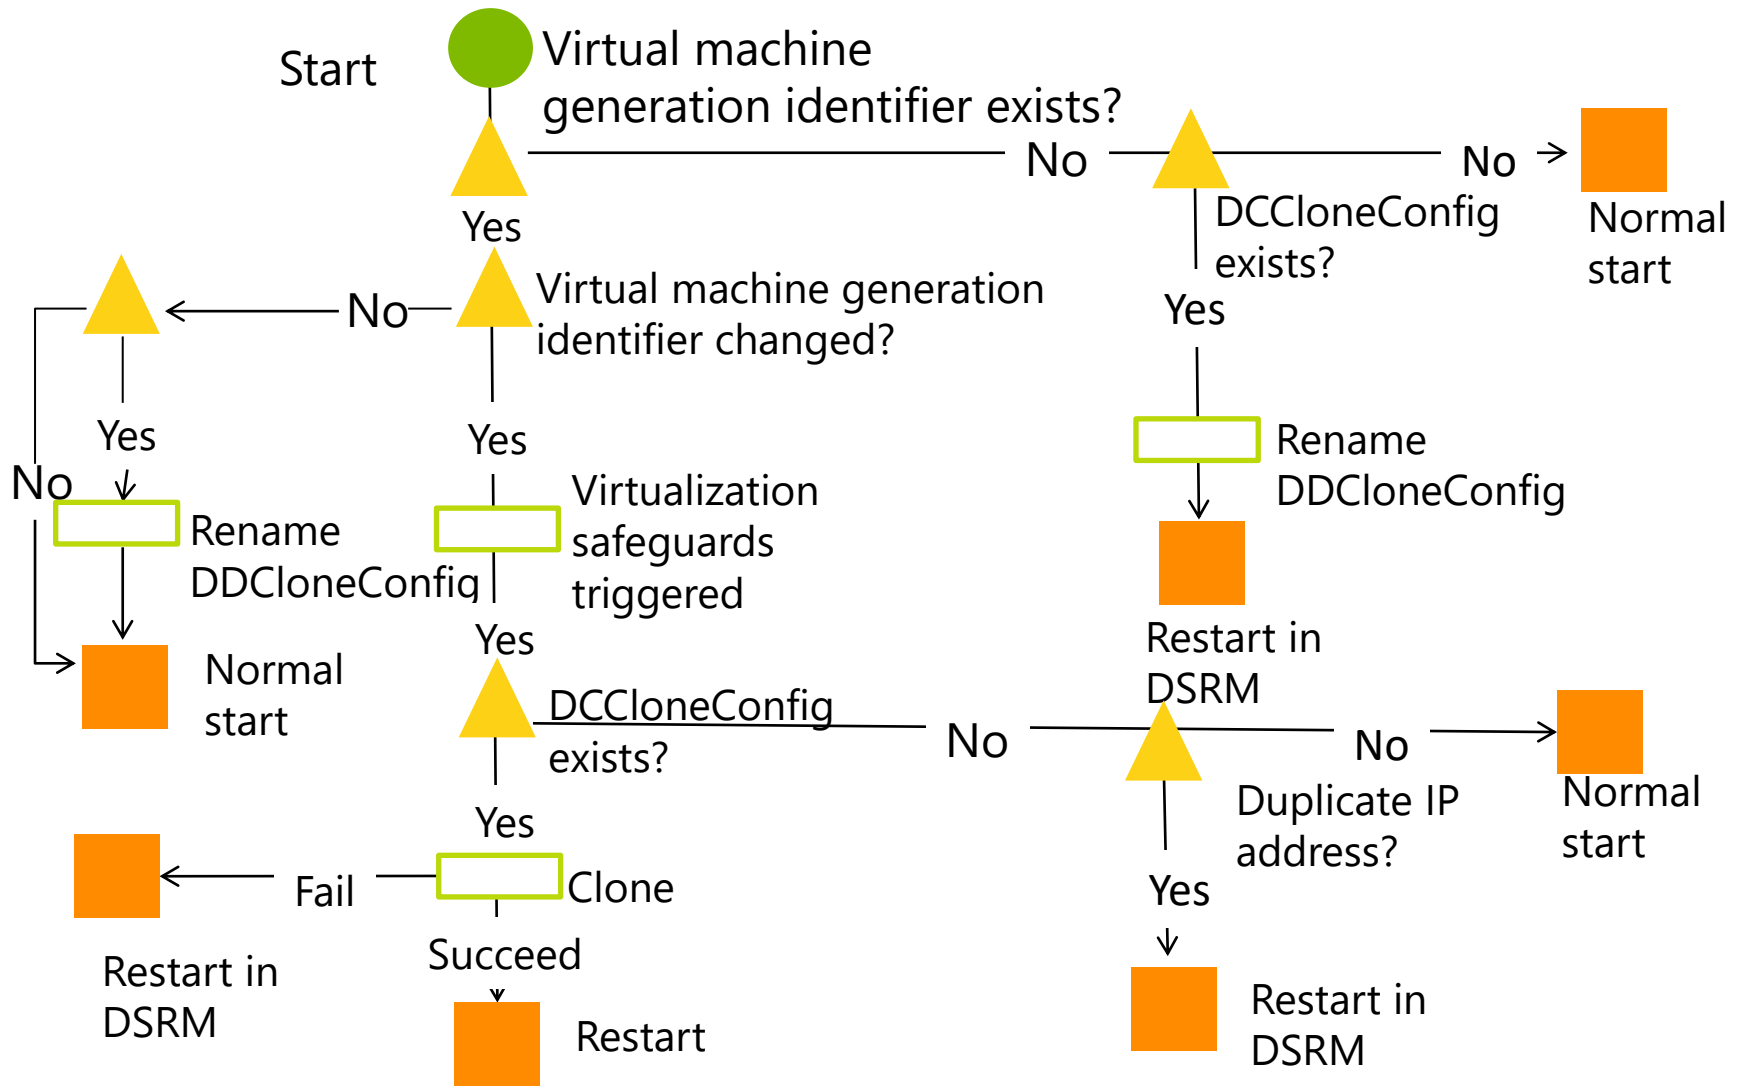 Start
Virtual machine
generation identifier exists?
No
No
Normal
start
DCCloneConfig
exists?
Yes
Yes
Virtual machine generation
identifier changed?
No
Yes
No
Yes
Rename
DDCloneConfig
Rename
DDCloneConfig
Virtualization
safeguards
triggered
Yes
Normal
start
Restart in
DSRM
DCCloneConfig
exists?
No
No
Normal
start
Duplicate IP
address?
Yes
Yes
Clone
Fail
Succeed
Restart in
DSRM
Restart
Restart in
DSRM